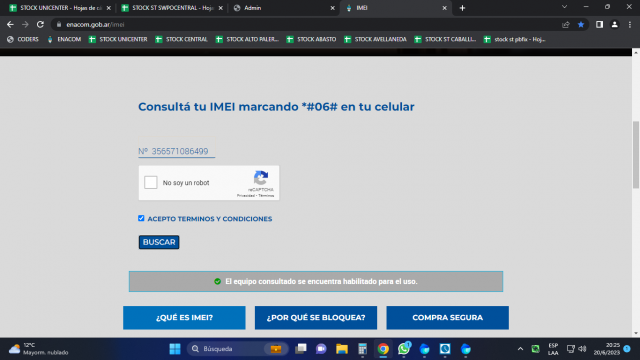 STOCK UNICENTER - Hojas de cá
STOCK ST SWPOCENTRAL - Hoja
Admin
IMEI
enacom.gob.ar/imei
CODERS
ENACOM
STOCK UNICENTER
STOCK CENTRAL
STOCK ALTO PALER...
STOCK ABASTO
STOCK AVELLANEDA
STOCK ST CABALLI...
stock st pbfix - Hoj...
Consultá tu IMEI marcando *#06# en tu celular
Nº 356571086499
No soy un robot
reCAPTCHA
Privacidad - Términos
ACEPTO TERMINOS Y CONDICIONES
BUSCAR
El equipo consultado se encuentra habilitado para el uso.
¿QUÉ ES IMEI?
¿POR QUÉ SE BLOQUEA?
COMPRA SEGURA
12°C
Mayorm. nublado
Búsqueda
ESP
LAA
20:25
20/6/2023